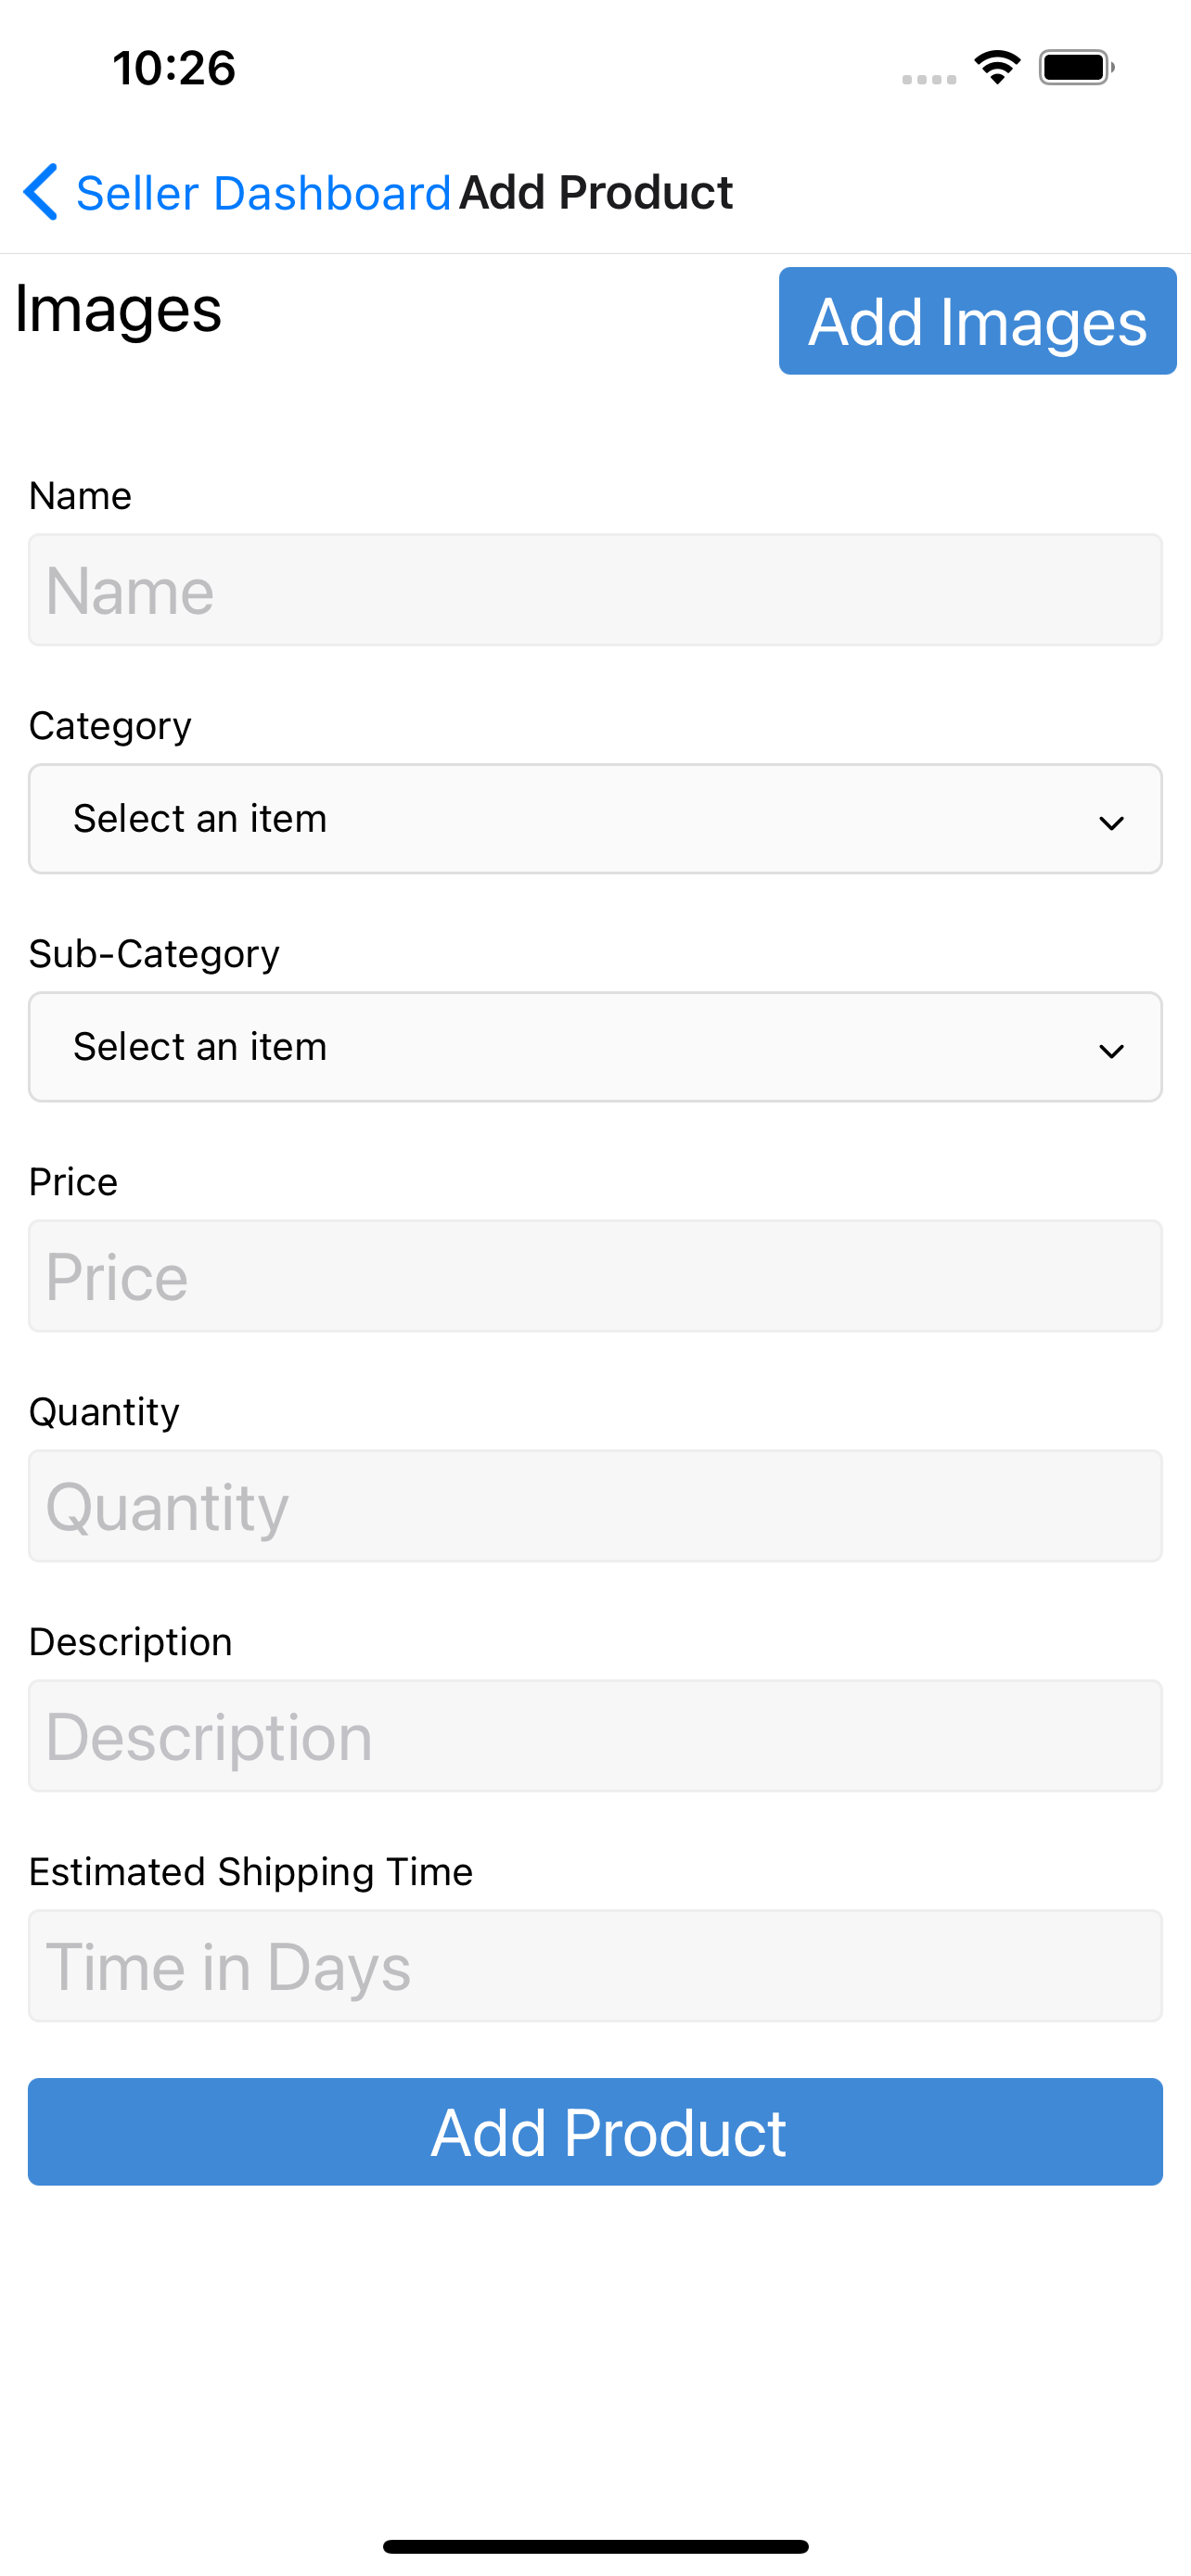 10:26
Seller Dashboard Add Product
Images
Add Images
Name
Name
Category
Select an item
Sub-Category
Select an item
Price
Price
Quantity
Quantity
Description
Description
Estimated Shipping Time
Time in Days
Add Product